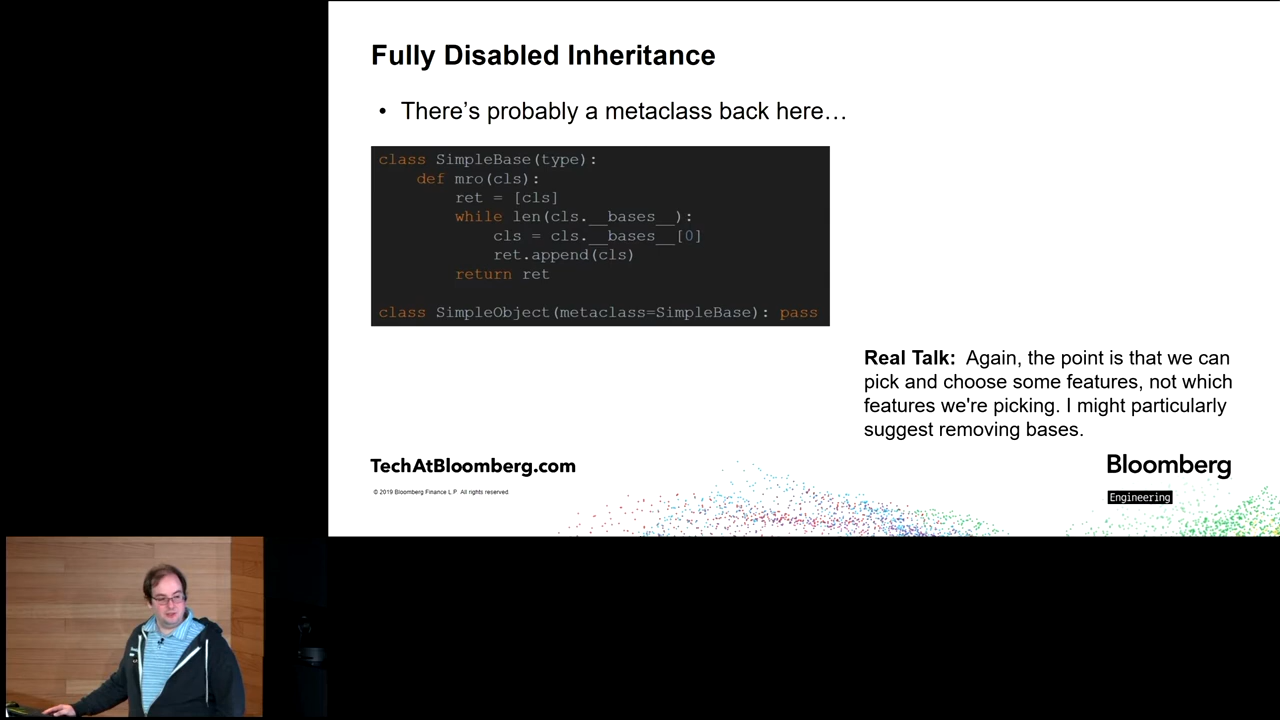 Fully Disabled Inheritance
• There's probably a metaclass back here…
class SimpleBase(type):
    def mro(cls):
        ret = [cls]
        while len(cls.__bases__):
            cls = cls.__bases__[0]
            ret.append(cls)
        return ret
class SimpleObject(metaclass=SimpleBase): pass
Real Talk:  Again, the point is that we can
pick and choose some features, not which
features we're picking. I might particularly
suggest removing bases.
TechAtBloomberg.com
© 2019 Bloomberg Finance L.P. All rights reserved.
Bloomberg
Engineering